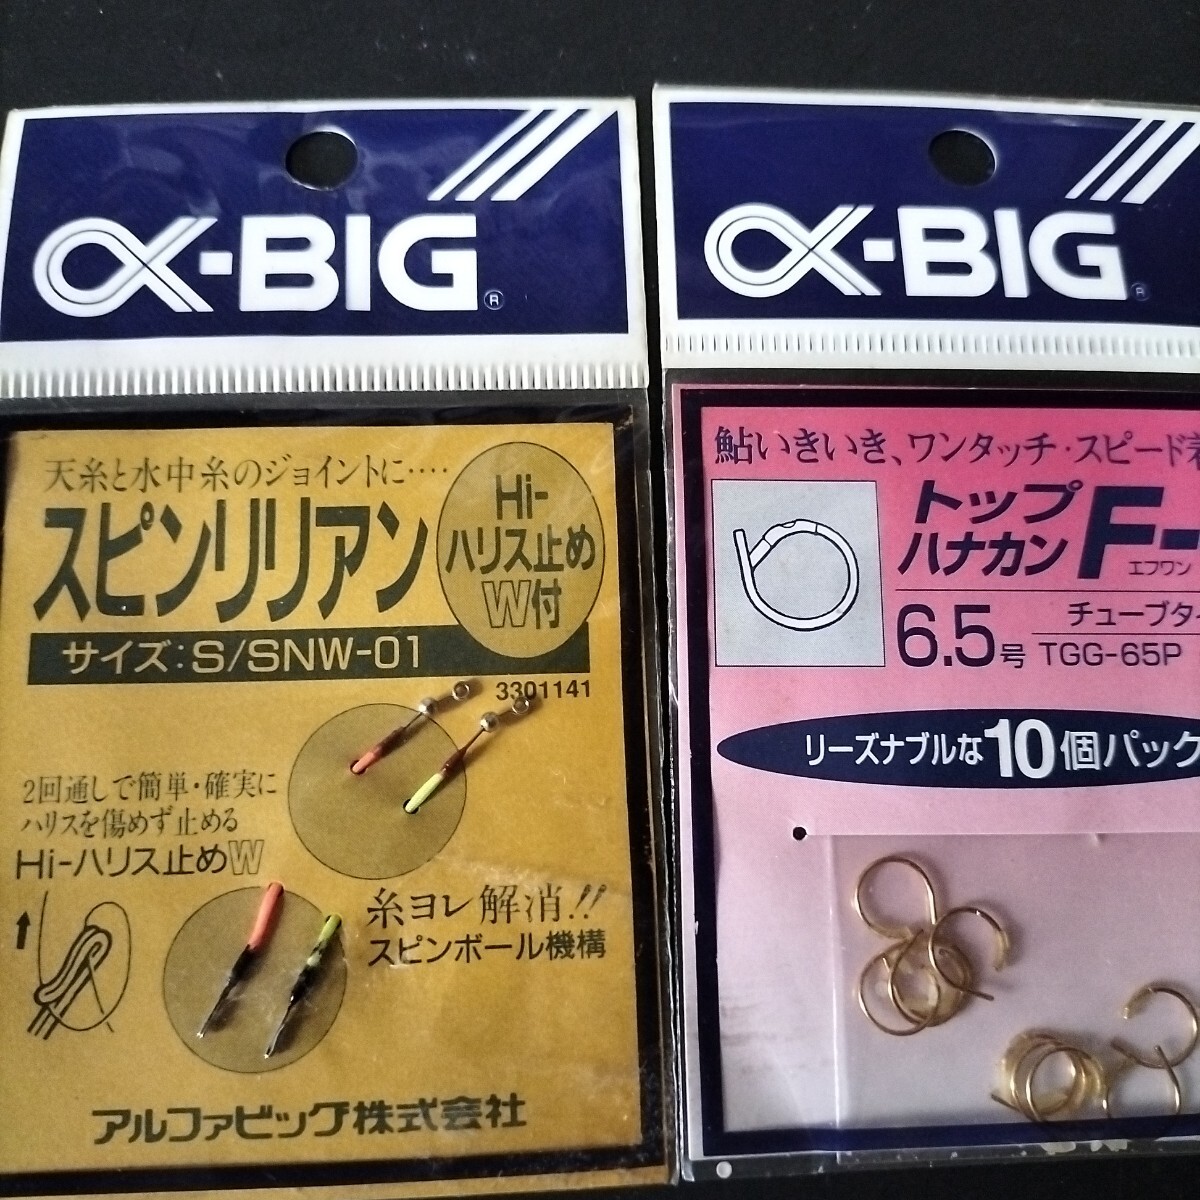 α-BIG®
天糸と水中糸のジョイントに‥‥
スピンリリアン
Hi-
ハリス止め
W付
サイズ:S/SNW-01
3301141
2回通しで簡単・確実に
ハリスを傷めず止める
Hi-ハリス止めW
糸ヨレ解消!!
スピンボール機構
アルファビッグ株式会社
α-BIG®
鮎いきいき、ワンタッチ・スピード
トップ
ハナカン
F-
エフワン
6.5号
チューブタ
TGG-65P
リーズナブルな10個パック